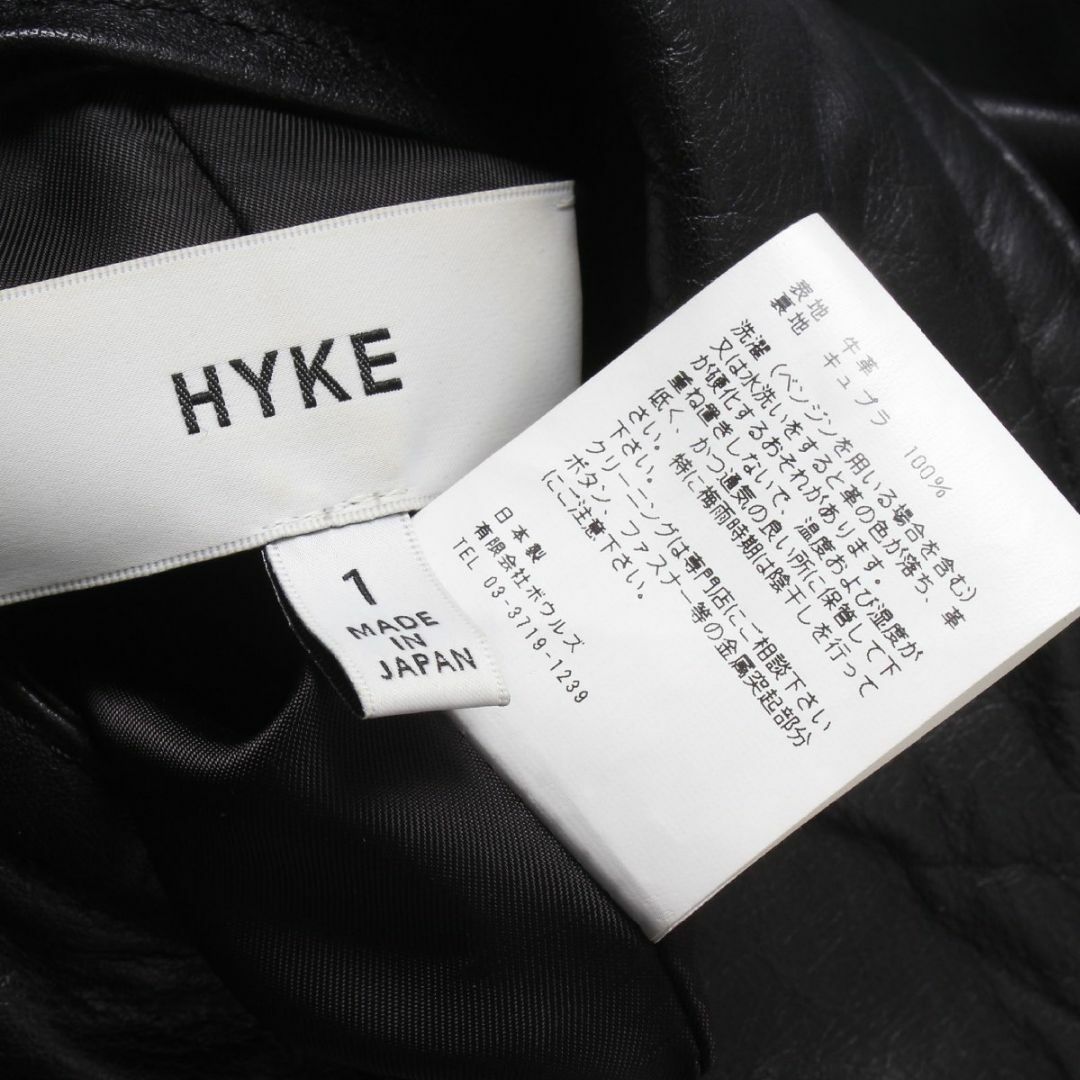 HYKE
1
MADE
IN
JAPAN
表地 牛革
裏地 キュプラ 100%
洗濯(ベンジンを用いる場合を含む)
又は水洗いをすると革の色が落ち、革
が硬化するおそれがあります。
重ね置きしないで、温度および湿度が
低く、かつ通気の良い所に保管して下
さい。特に梅雨時期は陰干しを行って
下さい。
クリーニングは専門店にご相談下さい
ボタン、ファスナー等の金属突起部分
にご注意下さい。
日本製
有限会社ボウルズ
TEL 03-3719-1239